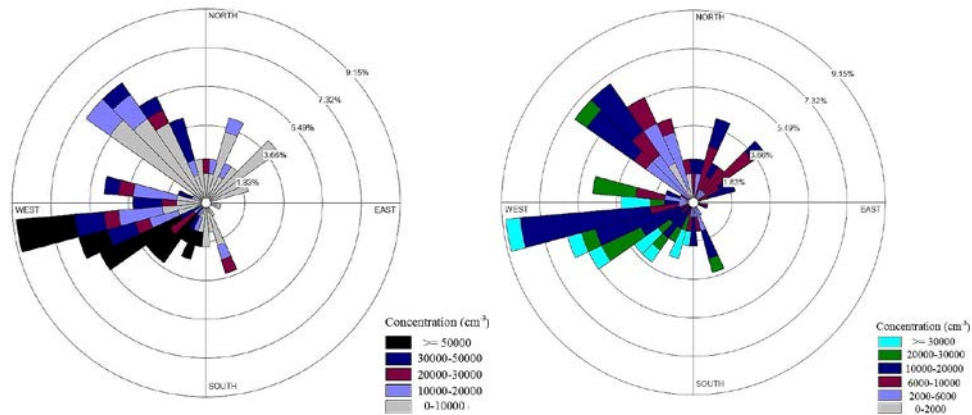 NORTH
9.15%
7.32%
5.49%
3.66%
1.83%
WEST
EAST
SOUTH
Concentration (cm-3)
>= 50000
30000-50000
20000-30000
10000-20000
0-10000
NORTH
9.15%
7.32%
5.49%
3.66%
1.83%
WEST
EAST
SOUTH
Concentration (cm-3)
>= 30000
20000-30000
10000-20000
6000-10000
2000-6000
0-2000